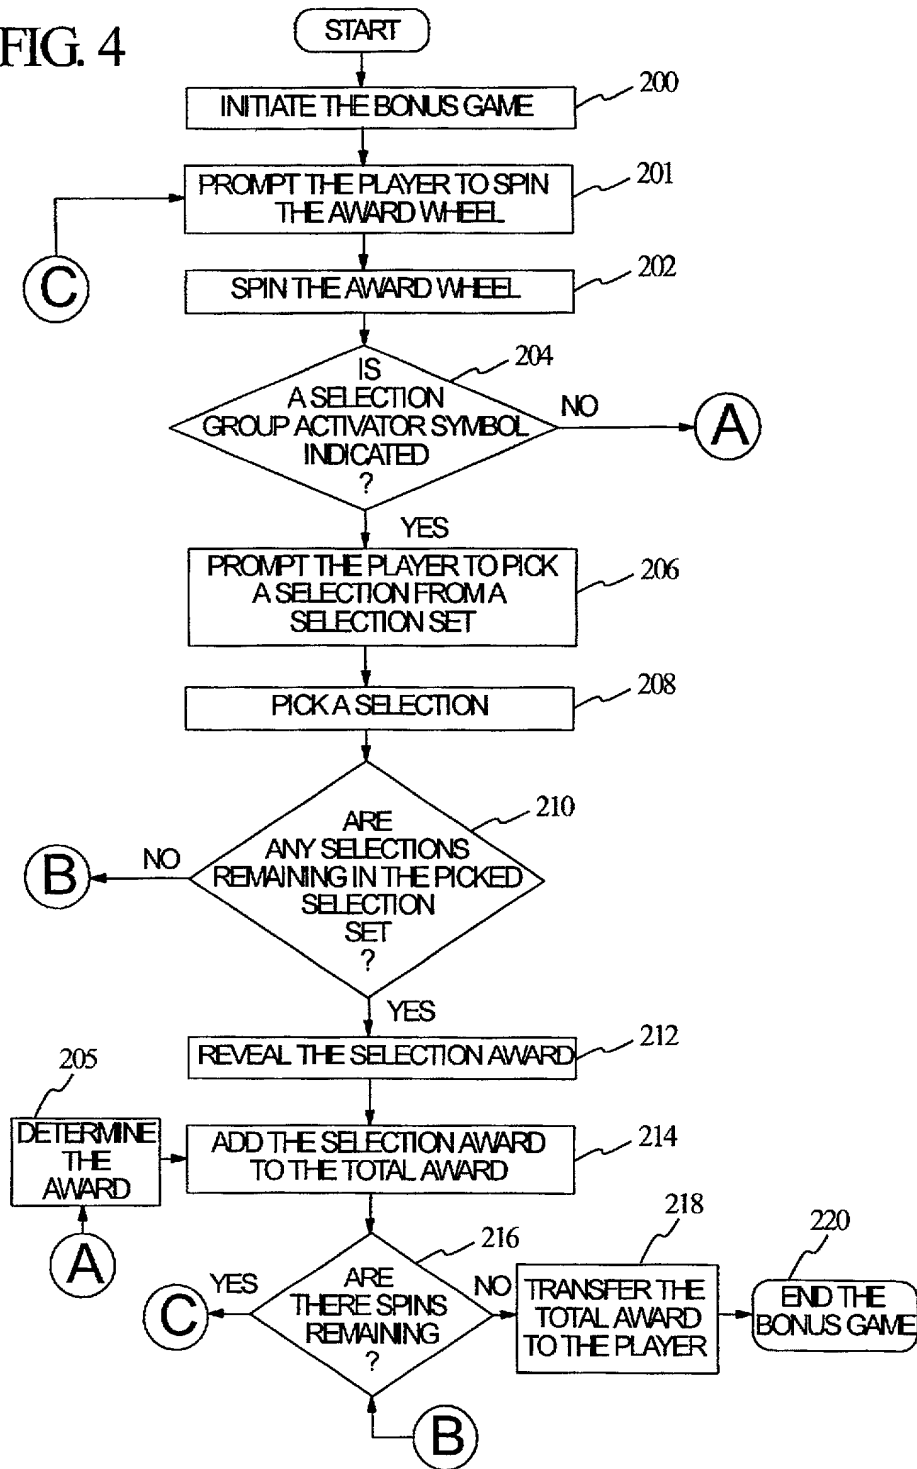 FIG. 4
START
INITIATE THE BONUS GAME
200
PROMPT THE PLAYER TO SPIN
THE AWARD WHEEL
201
C
SPIN THE AWARD WHEEL
202
IS
A SELECTION
GROUP ACTIVATOR SYMBOL
INDICATED
?
204
NO
A
YES
PROMPT THE PLAYER TO PICK
A SELECTION FROM A
SELECTION SET
206
PICK A SELECTION
208
ARE
ANY SELECTIONS
REMAINING IN THE PICKED
SELECTION
SET
?
210
NO
B
YES
REVEAL THE SELECTION AWARD
212
205
DETERMINE
THE
AWARD
A
ADD THE SELECTION AWARD
TO THE TOTAL AWARD
214
ARE
THERE SPINS
REMAINING
?
216
YES
C
NO
B
218
TRANSFER THE
TOTAL AWARD
TO THE PLAYER
220
END THE
BONUS GAME